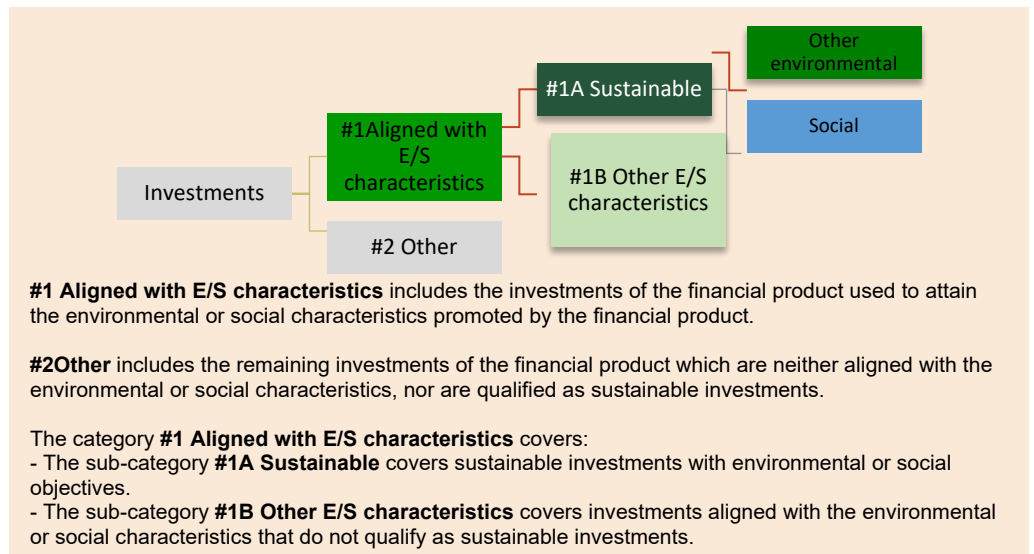 Other
environmental
#1A Sustainable
#1Aligned with
E/S
characteristics
Social
#1B Other E/S
characteristics
Investments
#2 Other
#1 Aligned with E/S characteristics includes the investments of the financial product used to attain
the environmental or social characteristics promoted by the financial product.
#2Other includes the remaining investments of the financial product which are neither aligned with the
environmental or social characteristics, nor are qualified as sustainable investments.
The category #1 Aligned with E/S characteristics covers:
- The sub-category #1A Sustainable covers sustainable investments with environmental or social
objectives.
- The sub-category #1B Other E/S characteristics covers investments aligned with the environmental
or social characteristics that do not qualify as sustainable investments.